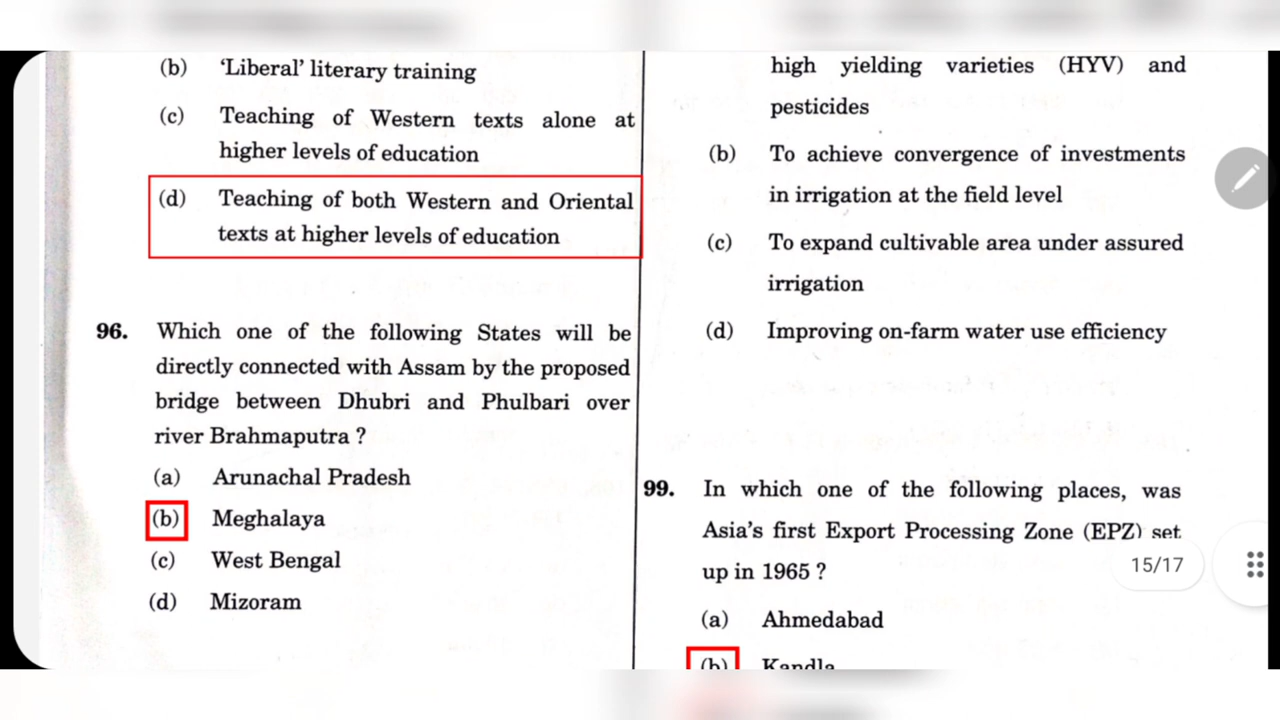 (b) 'Liberal' literary training
(c) Teaching of Western texts alone at
higher levels of education
(d) Teaching of both Western and Oriental
texts at higher levels of education
96. Which one of the following States will be
directly connected with Assam by the proposed
bridge between Dhubri and Phulbari over
river Brahmaputra ?
(a) Arunachal Pradesh
(b) Meghalaya
(c) West Bengal
(d) Mizoram
high yielding varieties (HYV) and
pesticides
(b) To achieve convergence of investments
in irrigation at the field level
(c) To expand cultivable area under assured
irrigation
(d) Improving on-farm water use efficiency
99. In which one of the following places, was
Asia's first Export Processing Zone (EPZ) set
up in 1965 ?
15/17
(a) Ahmedabad
(b) Kandla